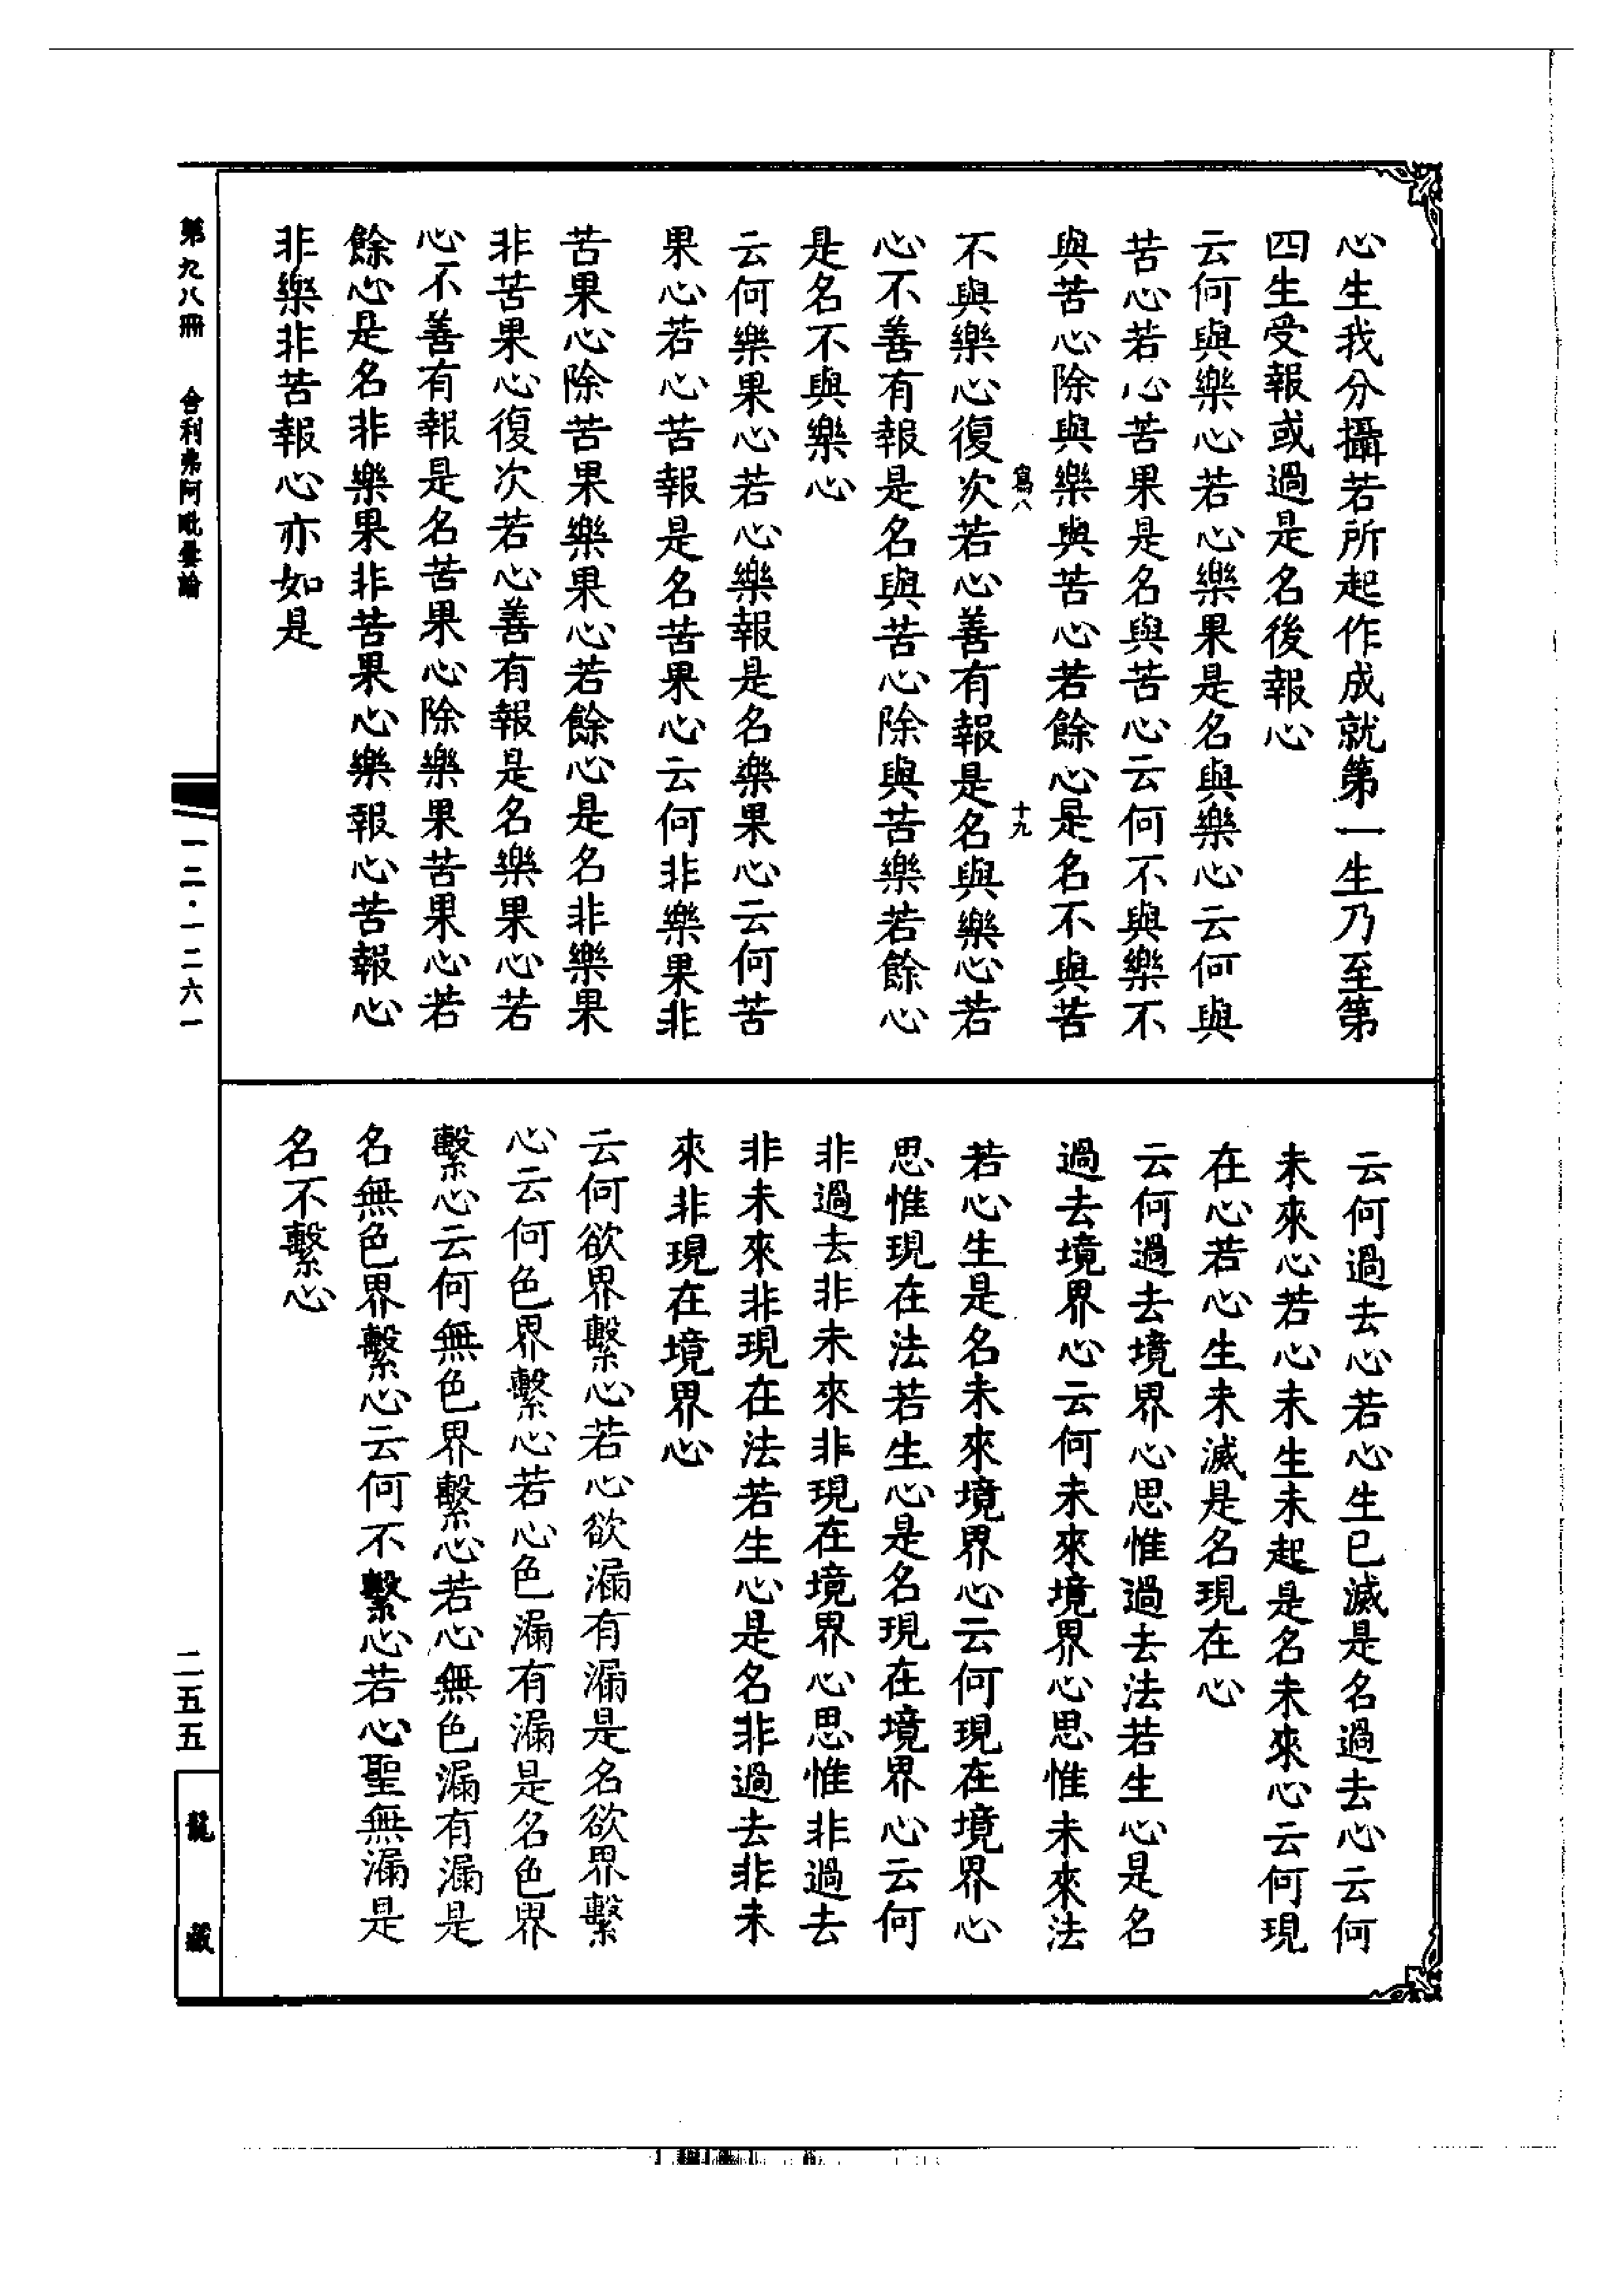 心生我分攝若所起作成就第一生乃至第
四生受報或過是名後報心
云何與樂心若心樂果是名與樂心云何與
苦心若心苦果是名與苦心云何不與樂不
與苦心除與樂與苦心若餘心是名不與苦
寫八 十九
不與樂心復次若心善有報是名與樂心若
心不善有報是名與苦心除與苦樂若餘心
是名不與樂心
云何樂果心若心樂報是名樂果心云何苦
果心若心苦報是名苦果心云何非樂果非
苦果心除苦果樂果心若餘心是名非樂果
非苦果心復次若心善有報是名樂果心若
心不善有報是名苦果心除樂果苦果心若
餘心是名非樂果非苦果心樂報心苦報心
非樂非苦報心亦如是
云何過去心若心生已滅是名過去心云何
未來心若心未生未起是名未來心云何現
在心若心生未滅是名現在心
云何過去境界心思惟過去法若生心是名
過去境界心云何未來境界心思惟未來法
若心生是名未來境界心云何現在境界心
思惟現在法若生心是名現在境界心云何
非過去非未來非現在境界心思惟非過去
非未來非現在法若生心是名非過去非未
來非現在境界心
云何欲界繫心若心欲漏有漏是名欲界繫
心云何色界繫心若心色漏有漏是名色界
繫心云何無色界繫心若心無色漏有漏是
名無色界繫心云何不繫心若心聖無漏是
名不繫心
第九八冊 舍利弗阿毗曇論
一二·一二六一
二五五
龍藏